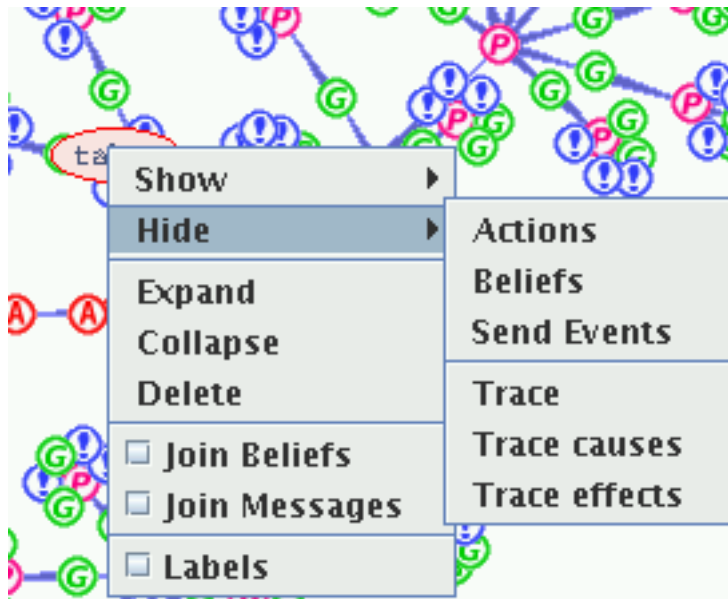 Show
Hide
Expand
Collapse
Delete
Join Beliefs
Join Messages
Labels
Actions
Beliefs
Send Events
Trace
Trace causes
Trace effects